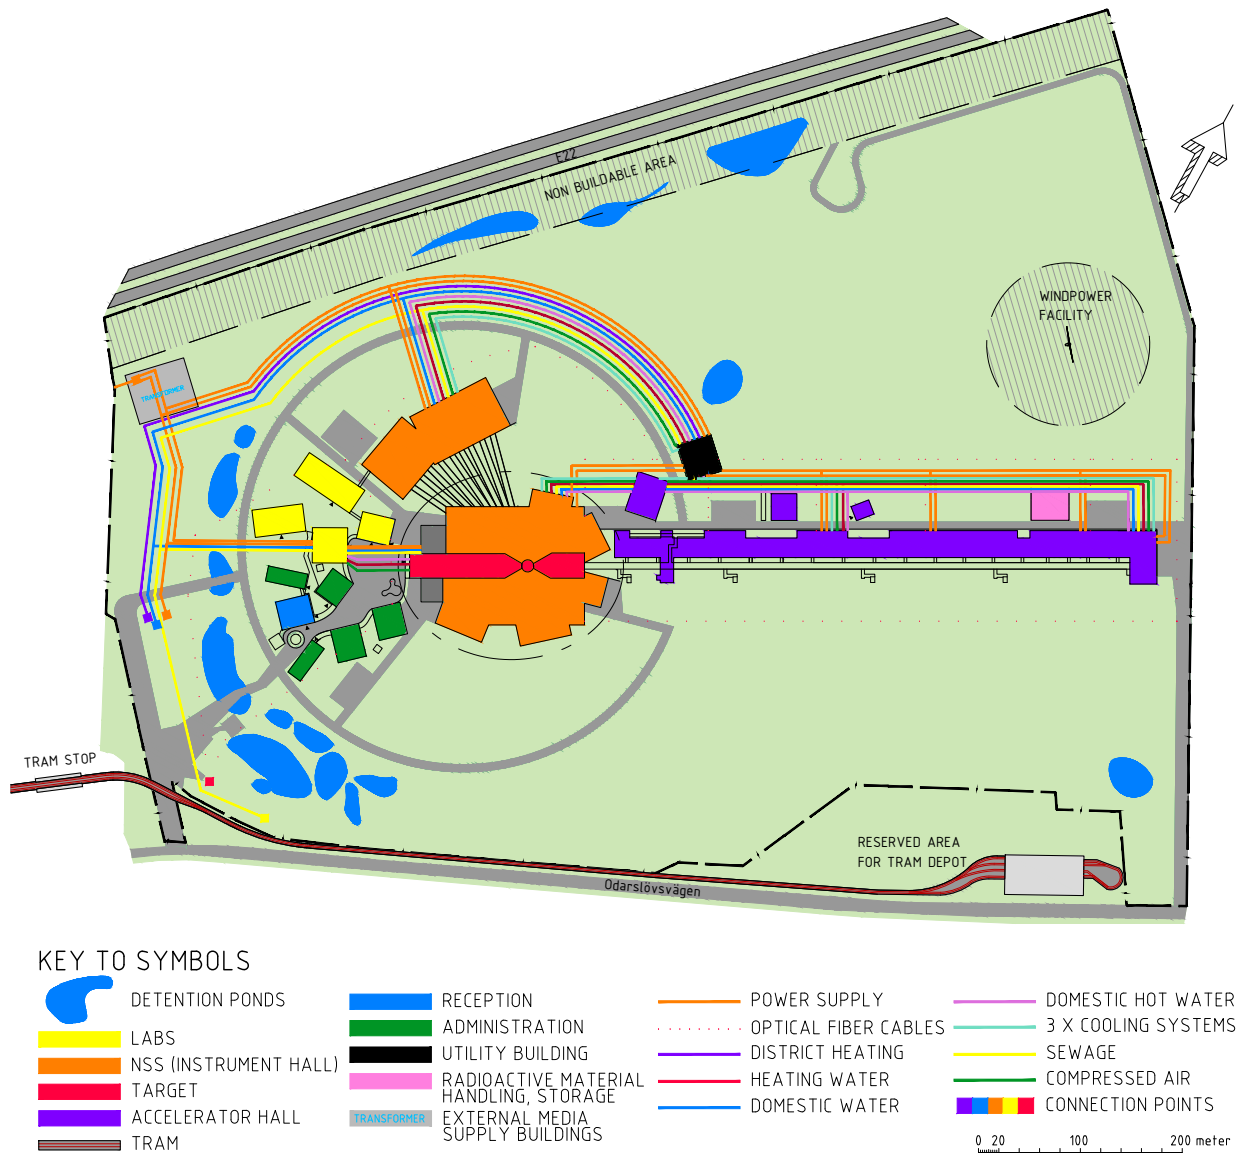 E22
NON BUILDABLE AREA
WINDPOWER
FACILITY
TRANSFORMER
TRAM STOP
RESERVED AREA
FOR TRAM DEPOT
Odarslövsvägen
KEY TO SYMBOLS
DETENTION PONDS
LABS
NSS (INSTRUMENT HALL)
TARGET
ACCELERATOR HALL
TRAM
RECEPTION
ADMINISTRATION
UTILITY BUILDING
RADIOACTIVE MATERIAL
HANDLING, STORAGE
TRANSFORMER
EXTERNAL MEDIA
SUPPLY BUILDINGS
POWER SUPPLY
OPTICAL FIBER CABLES
DISTRICT HEATING
HEATING WATER
DOMESTIC WATER
DOMESTIC HOT WATER
3 X COOLING SYSTEMS
SEWAGE
COMPRESSED AIR
CONNECTION POINTS
0 20 100 200 meter